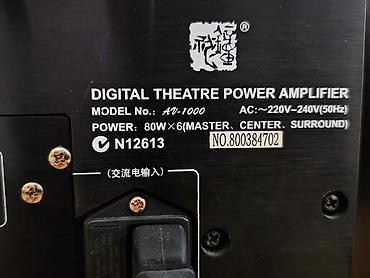 ®
DIGITAL THEATRE POWER AMPLIFIER
MODEL No.: AV-1000 AC:～220V-240V(50Hz)
POWER: 80W×6(MASTER、CENTER、SURROUND)
N12613 NO.800384702
(交流电输入)